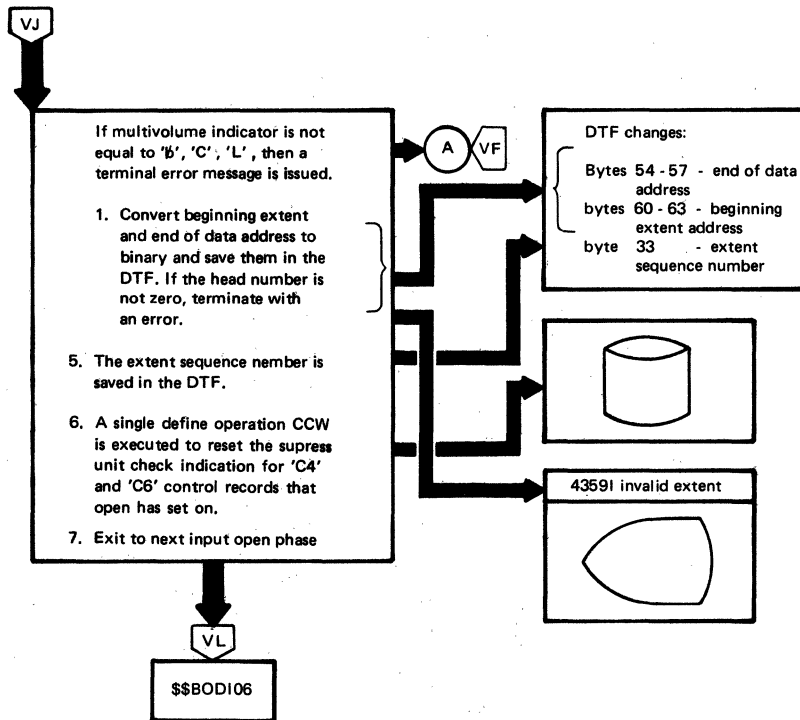 VJ
If multivolume indicator is not
equal to 'b̸', 'C', 'L', then a
terminal error message is issued.
1. Convert beginning extent
and end of data address to
binary and save them in the
DTF. If the head number is
not zero, terminate with
an error.
5. The extent sequence nember is
saved in the DTF.
6. A single define operation CCW
is executed to reset the supress
unit check indication for 'C4'
and 'C6' control records that
open has set on.
7. Exit to next input open phase
A
VF
DTF changes:
Bytes 54 - 57 - end of data
address
bytes 60 - 63 - beginning
extent address
byte 33 - extent
sequence number
4359I invalid extent
VL
$$BODI06